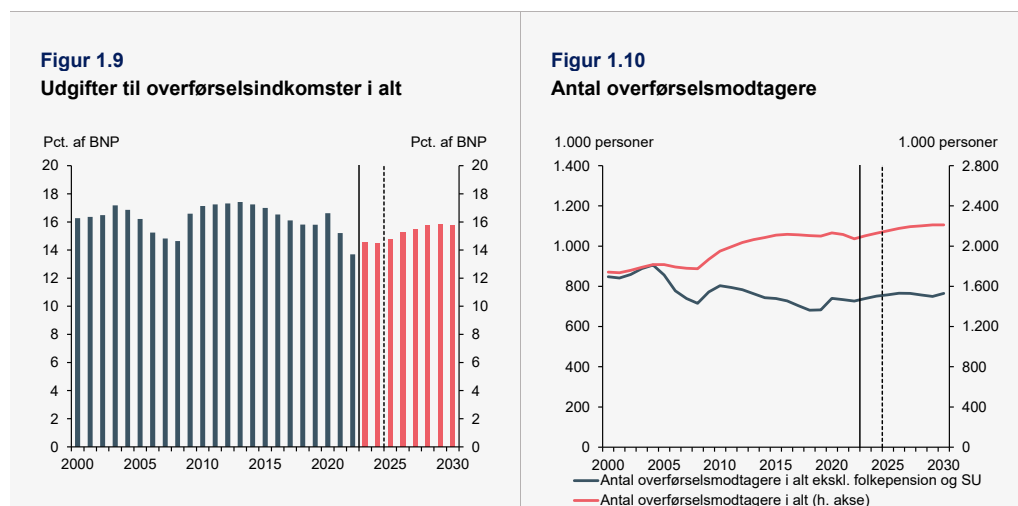 Figur 1.9
Udgifter til overførselsindkomster i alt
Pct. af BNP Pct. af BNP
20 20
18 18
16 16
14 14
12 12
10 10
8 8
6 6
4 4
2 2
0 0
2000 2005 2010 2015 2020 2025 2030
Figur 1.10
Antal overførselsmodtagere
1.000 personer 1.000 personer
1.400 2.800
1.200 2.400
1.000 2.000
800 1.600
600 1.200
400 800
200 400
0 0
2000 2005 2010 2015 2020 2025 2030
Antal overførselsmodtagere i alt ekskl. folkepension og SU
Antal overførselsmodtagere i alt (h. akse)